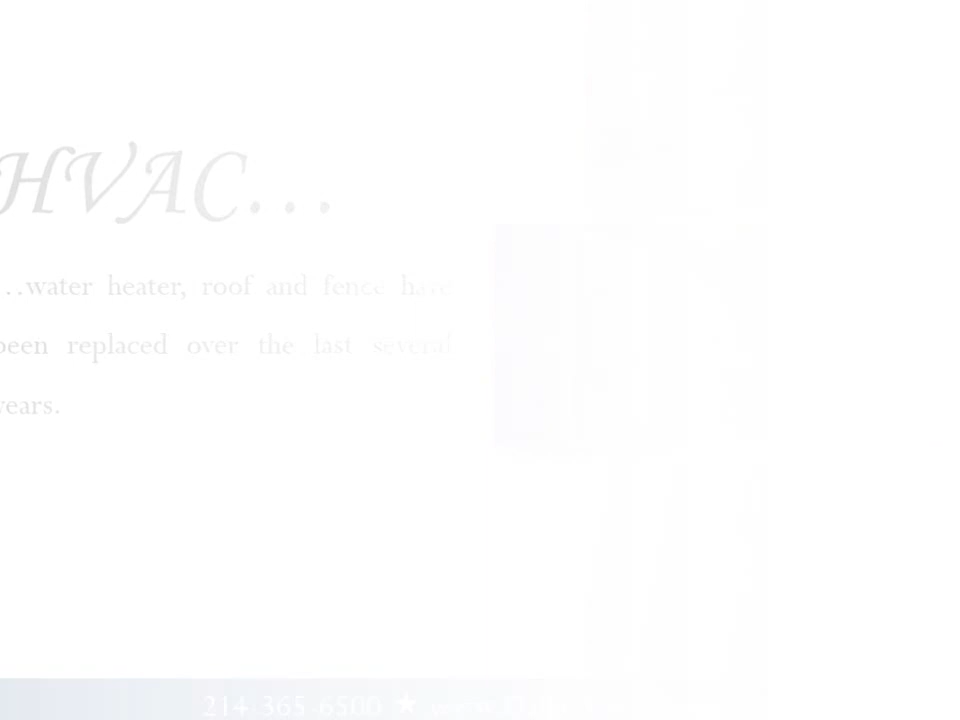 HVAC...
...water heater, roof and fence have
been replaced over the last several
years.
214-365-6500 ★